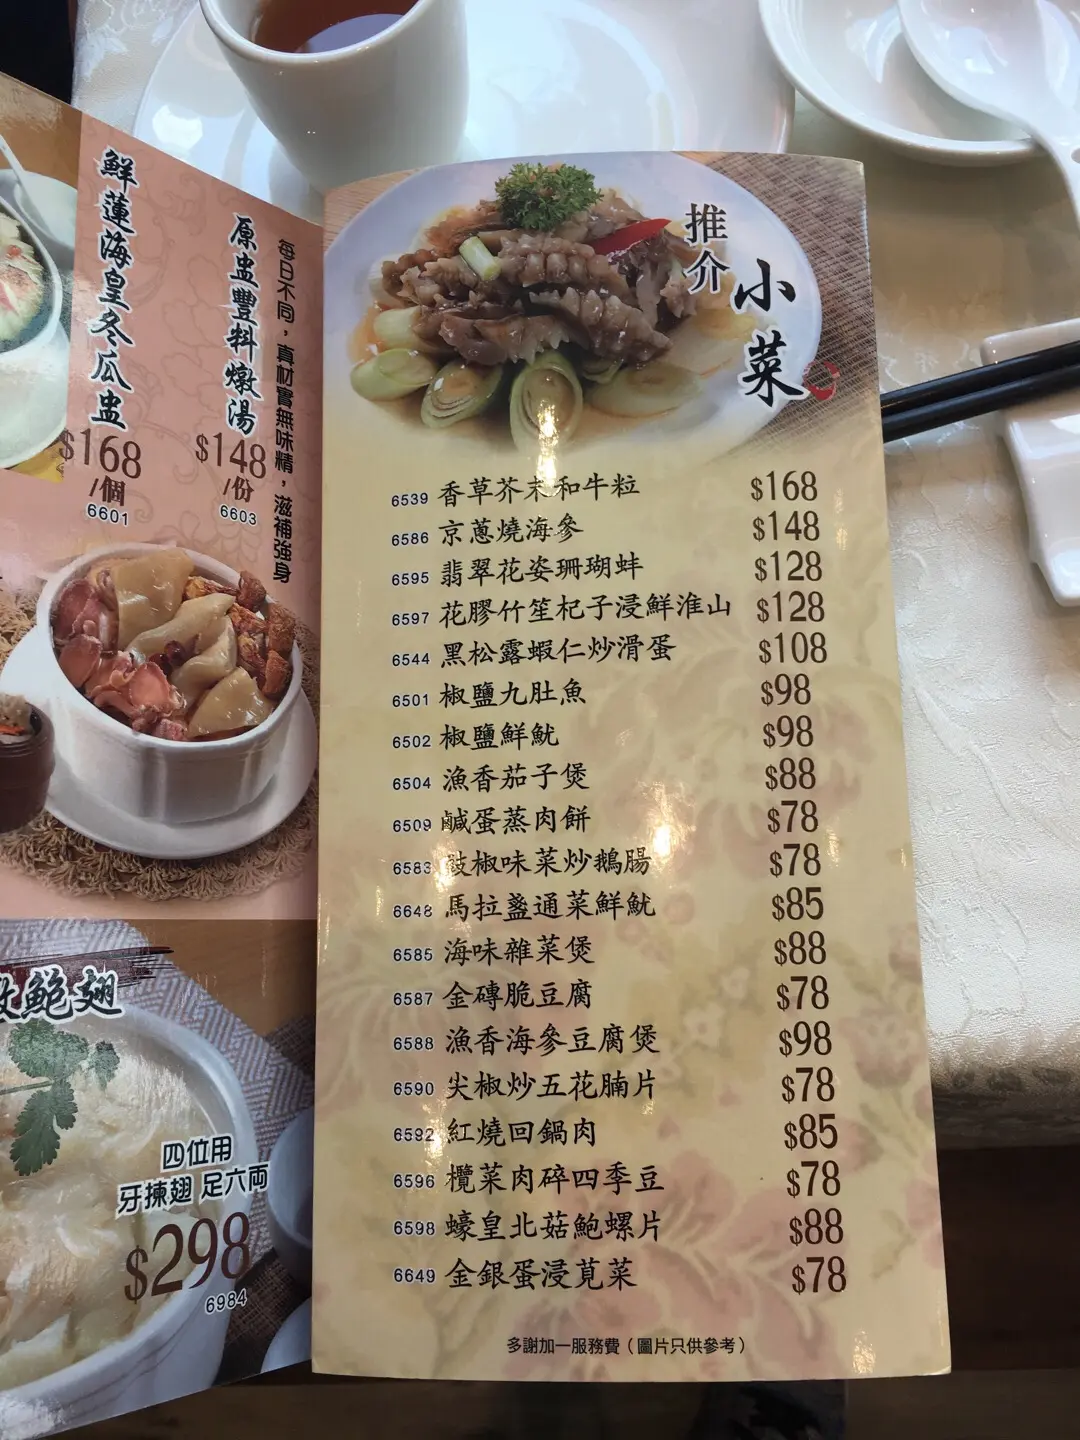 鮮蓮海皇冬瓜盅
$168
/個
6601
原盅豐料燉湯
$148
/份
6603
每日不同，真材實無味精，滋補強身
鮑翅
四位用
牙揀翅 足六両
$298
6984
推介
小菜
6539 香草芥末和牛粒 $168
6586 京蔥燒海參 $148
6595 翡翠花姿珊瑚蚌 $128
6597 花膠竹笙杞子浸鮮淮山 $128
6544 黑松露蝦仁炒滑蛋 $108
6501 椒鹽九肚魚 $98
6502 椒鹽鮮魷 $98
6504 漁香茄子煲 $88
6509 鹹蛋蒸肉餅 $78
6583 豉椒味菜炒鵝腸 $78
6648 馬拉盞通菜鮮魷 $85
6585 海味雜菜煲 $88
6587 金磚脆豆腐 $78
6588 漁香海參豆腐煲 $98
6590 尖椒炒五花腩片 $78
6592 紅燒回鍋肉 $85
6596 欖菜肉碎四季豆 $78
6598 蠔皇北菇鮑螺片 $88
6649 金銀蛋浸莧菜 $78
多謝加一服務費（圖片只供參考）